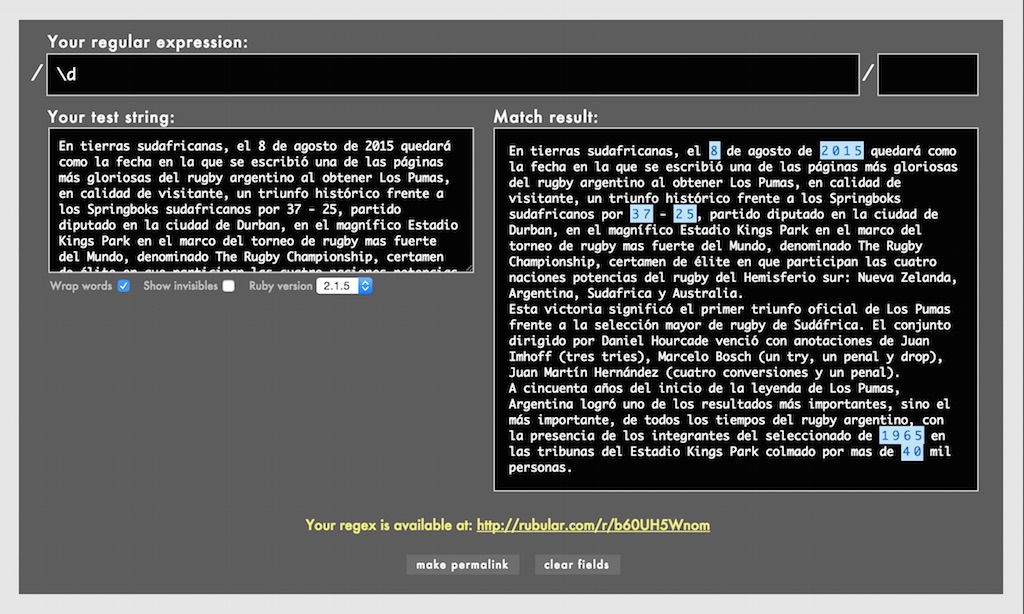 Your regular expression:
/ \d /
Your test string:
En tierras sudafricanas, el 8 de agosto de 2015 quedará
como la fecha en la que se escribió una de las páginas
más gloriosas del rugby argentino al obtener Los Pumas,
en calidad de visitante, un triunfo histórico frente a
los Springboks sudafricanos por 37 - 25, partido
diputado en la ciudad de Durban, en el magnífico Estadio
Kings Park en el marco del torneo de rugby mas fuerte
del Mundo, denominado The Rugby Championship, certamen
de élite en que participan las cuatro naciones potencias
Wrap words Show invisibles Ruby version 2.1.5
Match result:
En tierras sudafricanas, el 8 de agosto de 2015 quedará como
la fecha en la que se escribió una de las páginas más gloriosas
del rugby argentino al obtener Los Pumas, en calidad de
visitante, un triunfo histórico frente a los Springboks
sudafricanos por 37 - 25, partido diputado en la ciudad de
Durban, en el magnífico Estadio Kings Park en el marco del
torneo de rugby mas fuerte del Mundo, denominado The Rugby
Championship, certamen de élite en que participan las cuatro
naciones potencias del rugby del Hemisferio sur: Nueva Zelanda,
Argentina, Sudafrica y Australia.
Esta victoria significó el primer triunfo oficial de Los Pumas
frente a la selección mayor de rugby de Sudáfrica. El conjunto
dirigido por Daniel Hourcade venció con anotaciones de Juan
Imhoff (tres tries), Marcelo Bosch (un try, un penal y drop),
Juan Martín Hernández (cuatro conversiones y un penal).
A cincuenta años del inicio de la leyenda de Los Pumas,
Argentina logró uno de los resultados más importantes, sino el
más importante, de todos los tiempos del rugby argentino, con
la presencia de los integrantes del seleccionado de 1965 en
las tribunas del Estadio Kings Park colmado por mas de 40 mil
personas.
Your regex is available at: http://rubular.com/r/b60UH5Wnom
make permalink clear fields